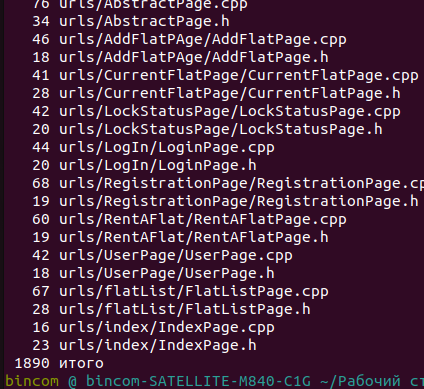 76 urls/AbstractPage.cpp
34 urls/AbstractPage.h
46 urls/AddFlatPAge/AddFlatPage.cpp
18 urls/AddFlatPAge/AddFlatPage.h
41 urls/CurrentFlatPage/CurrentFlatPage.cpp
28 urls/CurrentFlatPage/CurrentFlatPage.h
42 urls/LockStatusPage/LockStatusPage.cpp
20 urls/LockStatusPage/LockStatusPage.h
44 urls/LogIn/LoginPage.cpp
20 urls/LogIn/LoginPage.h
68 urls/RegistrationPage/RegistrationPage.cp
19 urls/RegistrationPage/RegistrationPage.h
60 urls/RentAFlat/RentAFlatPage.cpp
19 urls/RentAFlat/RentAFlatPage.h
42 urls/UserPage/UserPage.cpp
18 urls/UserPage/UserPage.h
67 urls/flatList/FlatListPage.cpp
28 urls/flatList/FlatListPage.h
16 urls/index/IndexPage.cpp
23 urls/index/IndexPage.h
1890 итого
bincom @ bincom-SATELLITE-M840-C1G ~/Рабочий ст